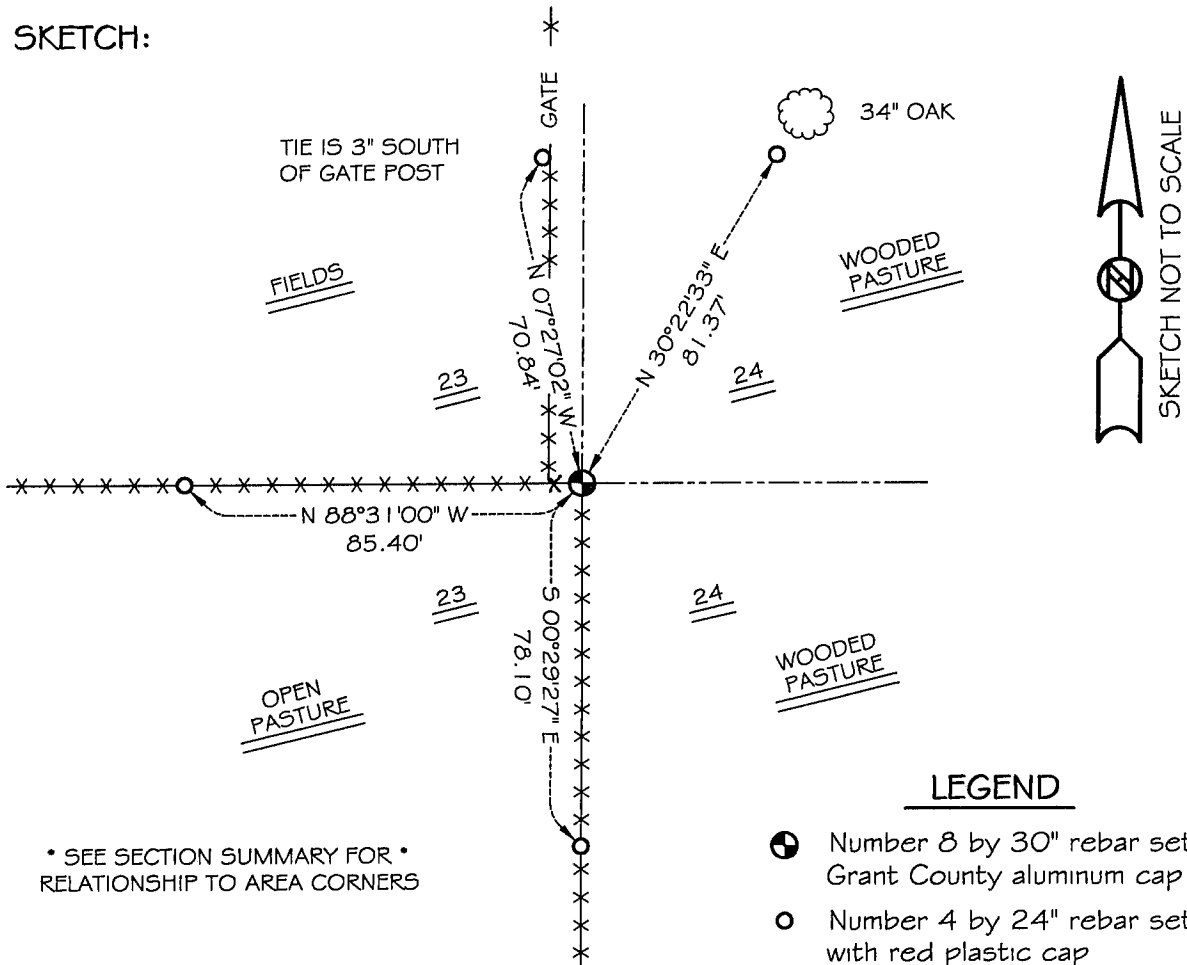 SKETCH:
GATE
34" OAK
TIE IS 3" SOUTH
OF GATE POST
SKETCH NOT TO SCALE
N
FIELDS
WOODED
PASTURE
N 07°27'02" W
70.84'
N 30°22'33" E
81.37'
23
24
N 88°31'00" W
85.40'
S 00°29'27" E
78.10'
23
24
OPEN
PASTURE
WOODED
PASTURE
* SEE SECTION SUMMARY FOR *
RELATIONSHIP TO AREA CORNERS
LEGEND
Number 8 by 30" rebar set
Grant County aluminum cap
Number 4 by 24" rebar set
with red plastic cap